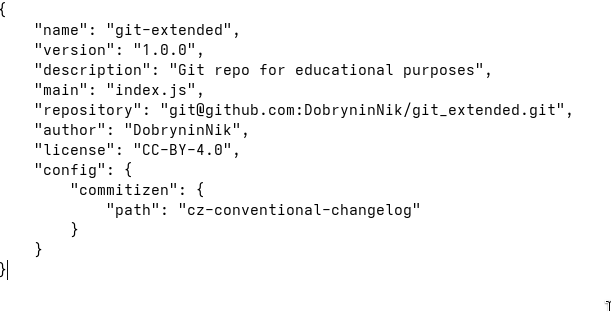 {
    "name": "git-extended",
    "version": "1.0.0",
    "description": "Git repo for educational purposes",
    "main": "index.js",
    "repository": "git@github.com:DobryninNik/git_extended.git",
    "author": "DobryninNik",
    "license": "CC-BY-4.0",
    "config": {
        "commitizen": {
            "path": "cz-conventional-changelog"
        }
    }
}